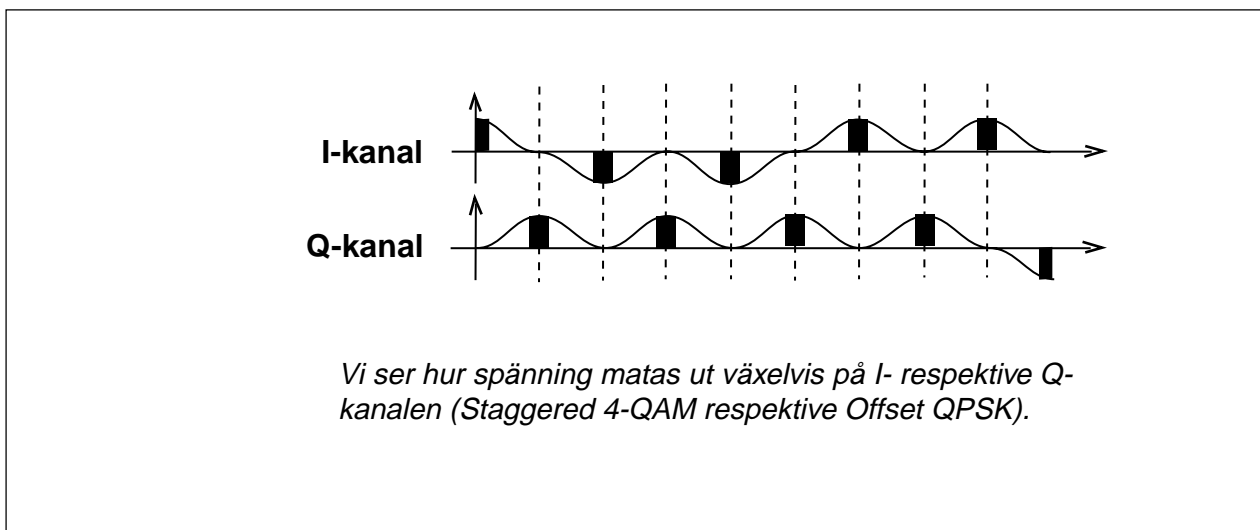 I-kanal
Q-kanal
Vi ser hur spänning matas ut växelvis på I- respektive Q-
kanalen (Staggered 4-QAM respektive Offset QPSK).